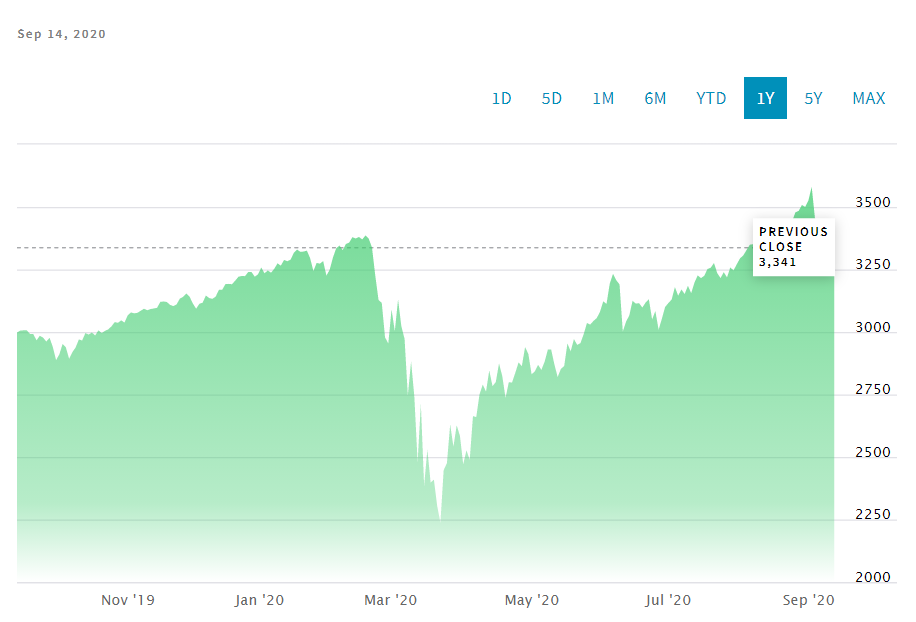 Sep 14, 2020
1D 5D 1M 6M YTD 1Y 5Y MAX
3500
PREVIOUS
CLOSE
3,341
3250
3000
2750
2500
2250
2000
Nov '19 Jan '20 Mar '20 May '20 Jul '20 Sep '20